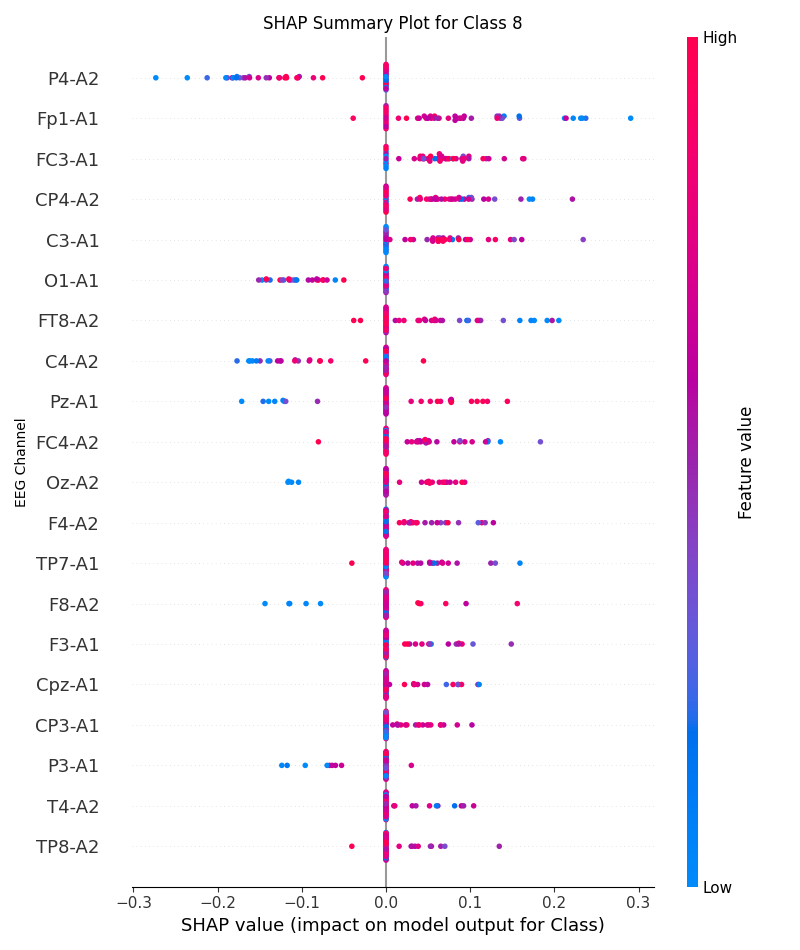 SHAP Summary Plot for Class 8
High
P4-A2
Fp1-A1
FC3-A1
CP4-A2
C3-A1
O1-A1
FT8-A2
C4-A2
Pz-A1
FC4-A2
Oz-A2
F4-A2
TP7-A1
F8-A2
F3-A1
Cpz-A1
CP3-A1
P3-A1
T4-A2
TP8-A2
EEG Channel
Feature value
Low
−0.3 −0.2 −0.1 0.0 0.1 0.2 0.3
SHAP value (impact on model output for Class)